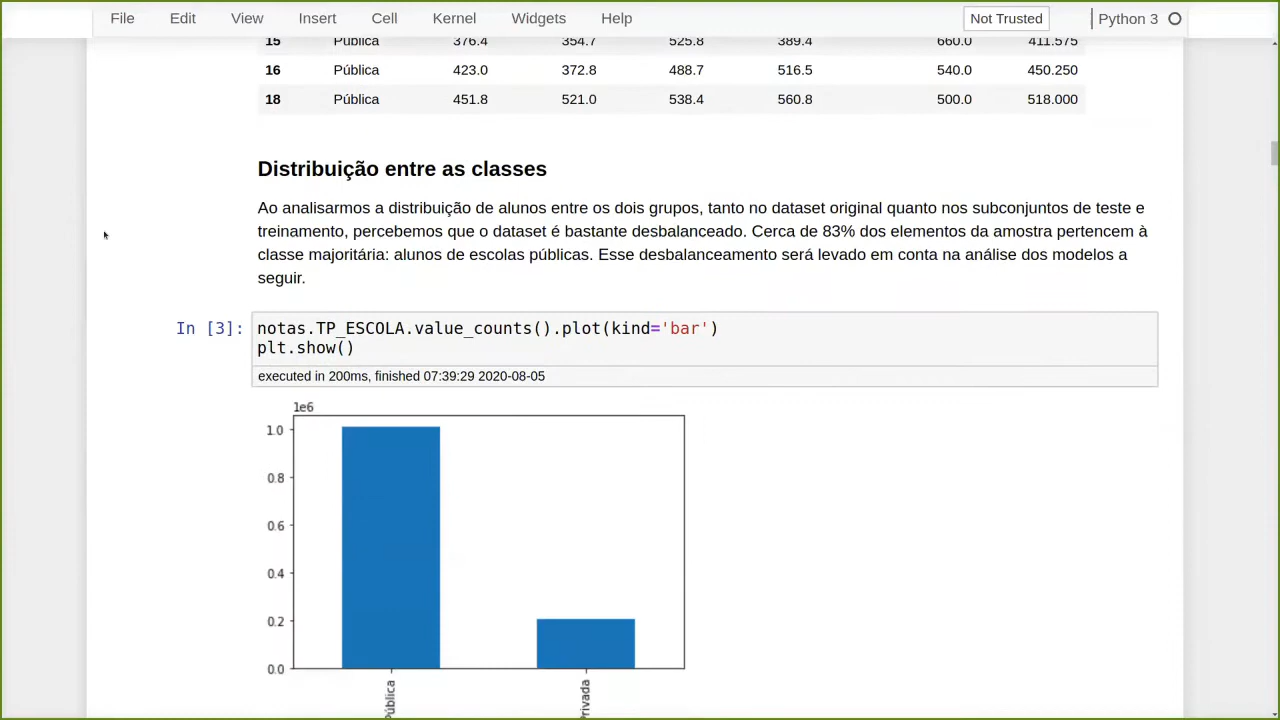 File Edit View Insert Cell Kernel Widgets Help Not Trusted Python 3
15 Pública 376.4 354.7 525.8 389.4 660.0 411.575
16 Pública 423.0 372.8 488.7 516.5 540.0 450.250
18 Pública 451.8 521.0 538.4 560.8 500.0 518.000
Distribuição entre as classes
Ao analisarmos a distribuição de alunos entre os dois grupos, tanto no dataset original quanto nos subconjuntos de teste e
treinamento, percebemos que o dataset é bastante desbalanceado. Cerca de 83% dos elementos da amostra pertencem à
classe majoritária: alunos de escolas públicas. Esse desbalanceamento será levado em conta na análise dos modelos a
seguir.
In [3]: notas.TP_ESCOLA.value_counts().plot(kind='bar')
plt.show()
executed in 200ms, finished 07:39:29 2020-08-05
1e6
1.0
0.8
0.6
0.4
0.2
0.0
ública rivada